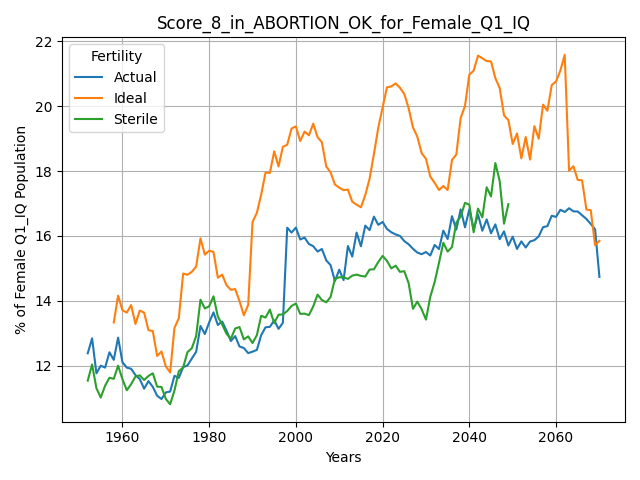 Score_8_in_ABORTION_OK_for_Female_Q1_IQ
Fertility
Actual
Ideal
Sterile
% of Female Q1_IQ Population
22
20
18
16
14
12
1960 1980 2000 2020 2040 2060
Years